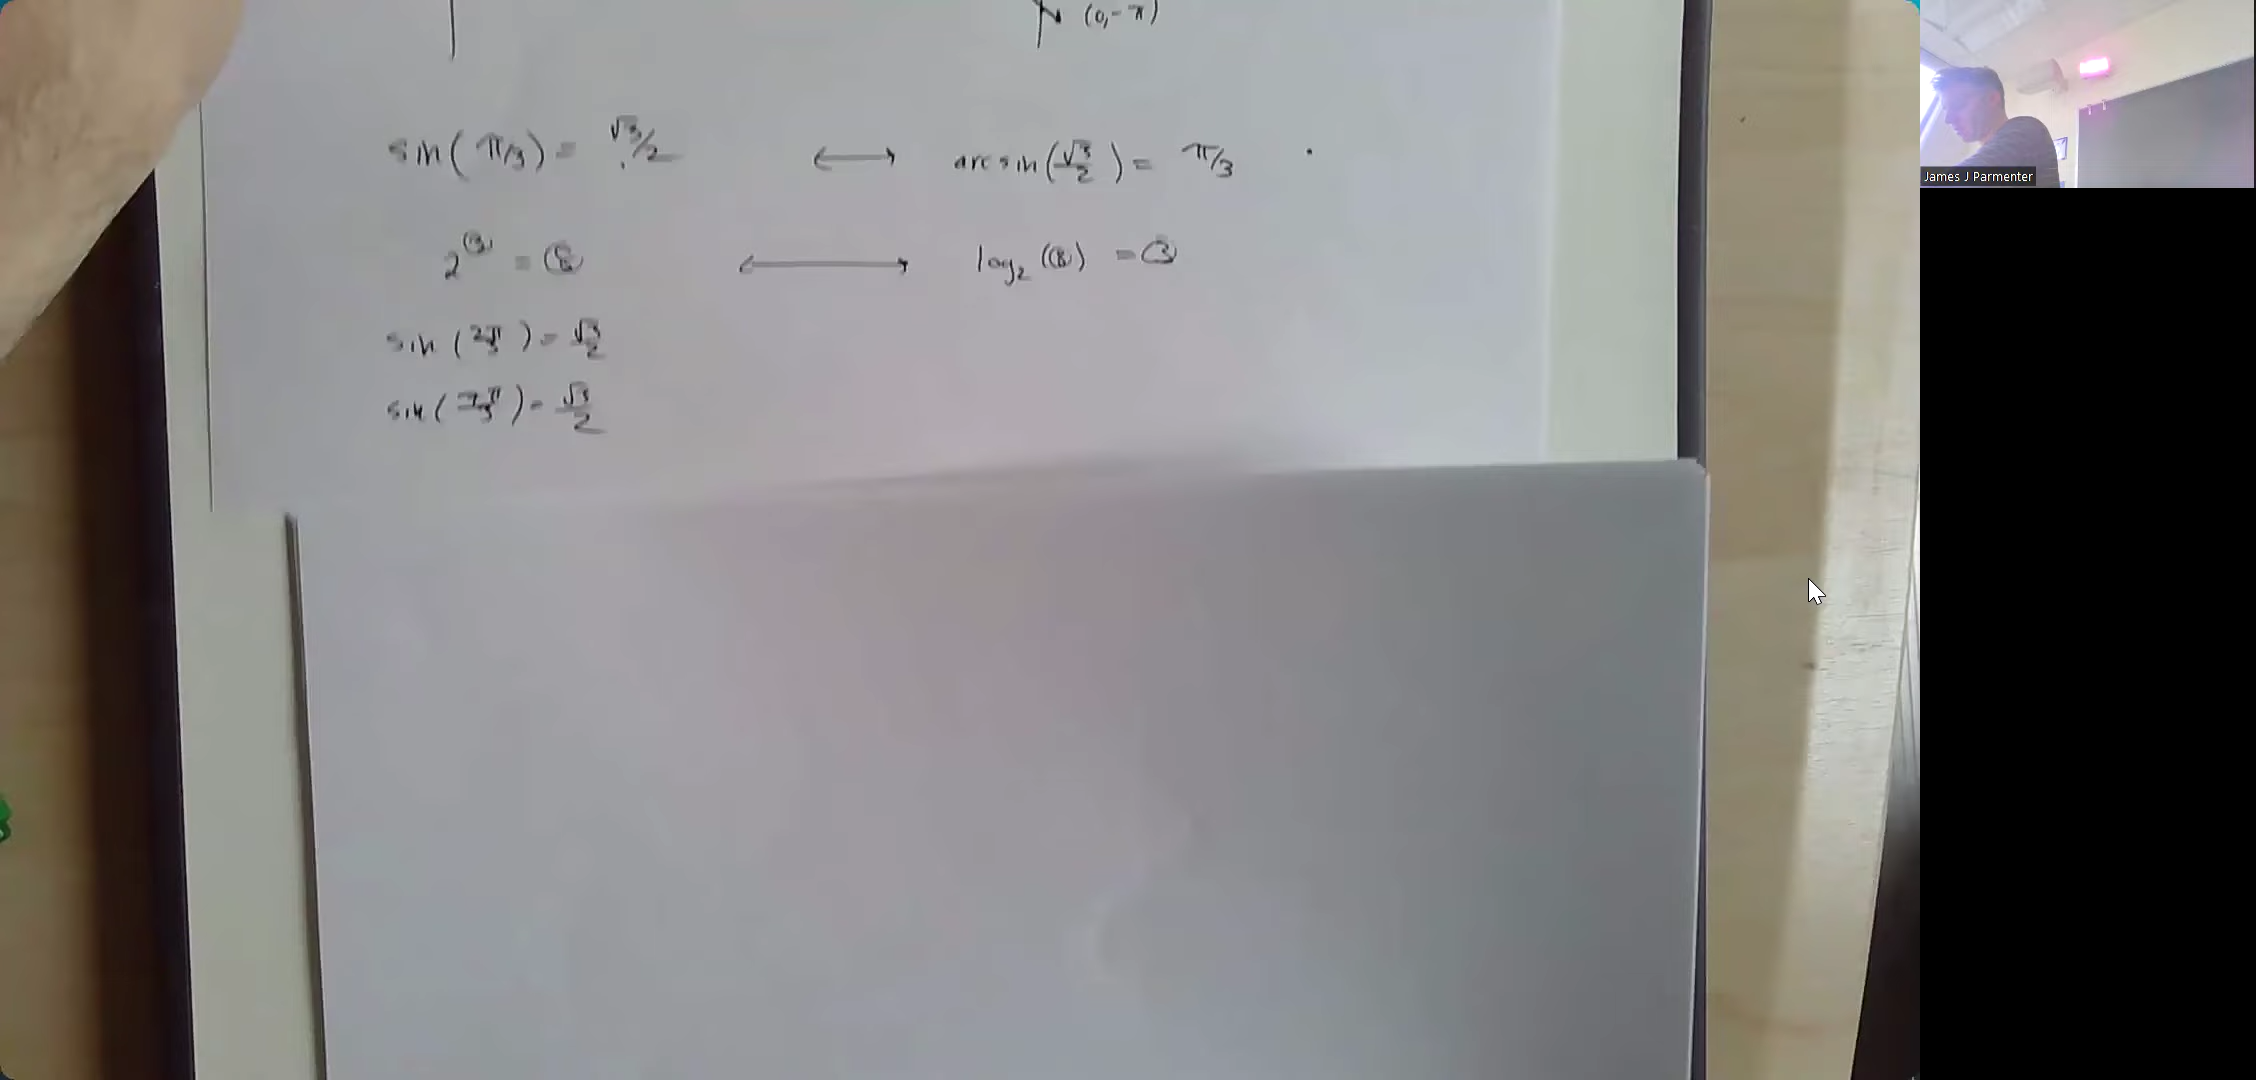 (0,-π)
sin(π/3) = √3/2 ⟷ arcsin(√3/2) = π/3 .
James J Parmenter
2^3 = 8 ⟷ log₂(8) = 3
sin(2π/3) = √3/2
sin(7π/3) = √3/2